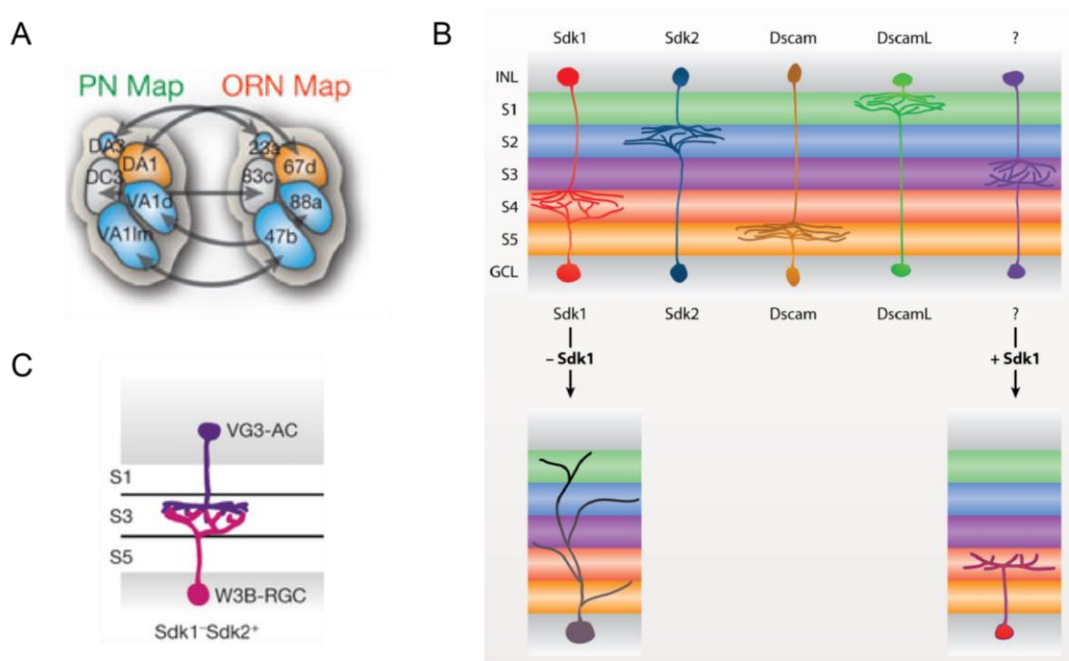 A
PN Map ORN Map
DA3 DA1 DC3 VA1d VA1lm
23a 67d 83c 88a 47b
B
Sdk1 Sdk2 Dscam DscamL ?
INL
S1
S2
S3
S4
S5
GCL
Sdk1 Sdk2 Dscam DscamL ?
– Sdk1 + Sdk1
C
VG3-AC
S1
S3
S5
W3B-RGC
Sdk1⁻Sdk2⁺